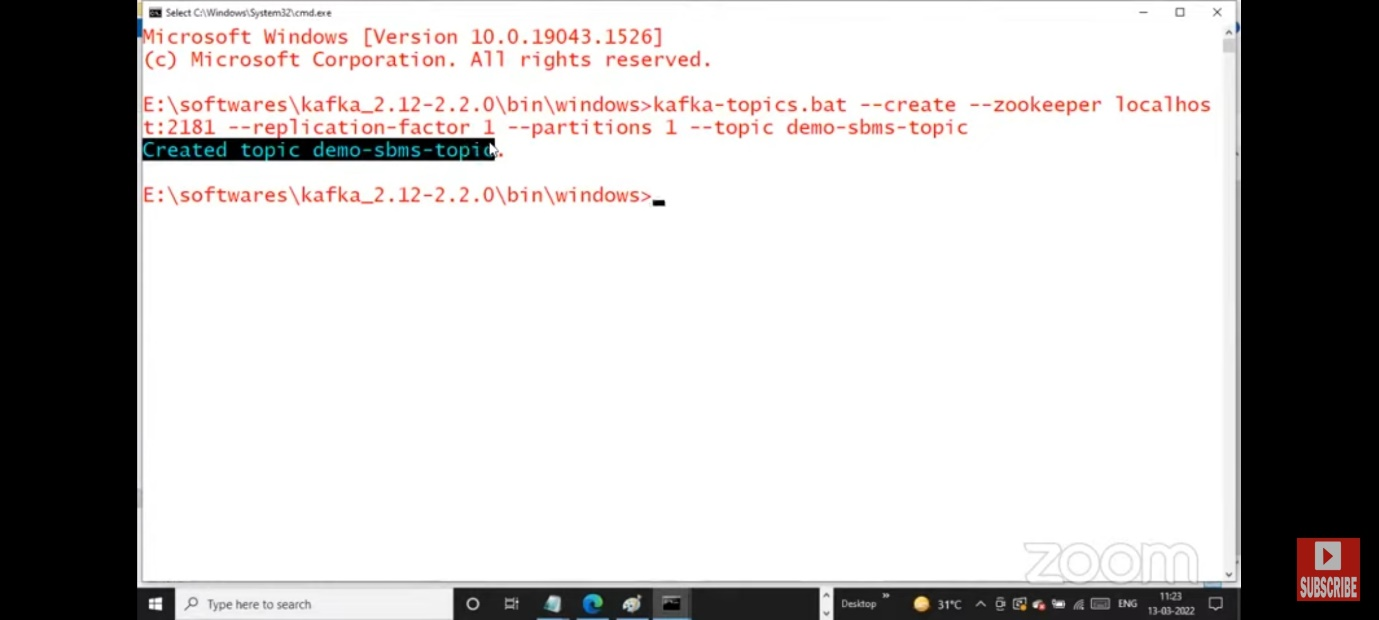 Select C:\Windows\System32\cmd.exe
Microsoft Windows [Version 10.0.19043.1526]
(c) Microsoft Corporation. All rights reserved.
E:\softwares\kafka_2.12-2.2.0\bin\windows>kafka-topics.bat --create --zookeeper localhos
t:2181 --replication-factor 1 --partitions 1 --topic demo-sbms-topic
Created topic demo-sbms-topic.
E:\softwares\kafka_2.12-2.2.0\bin\windows>
zoom
SUBSCRIBE
Type here to search
Desktop
31°C
ENG
11:23
13-03-2022